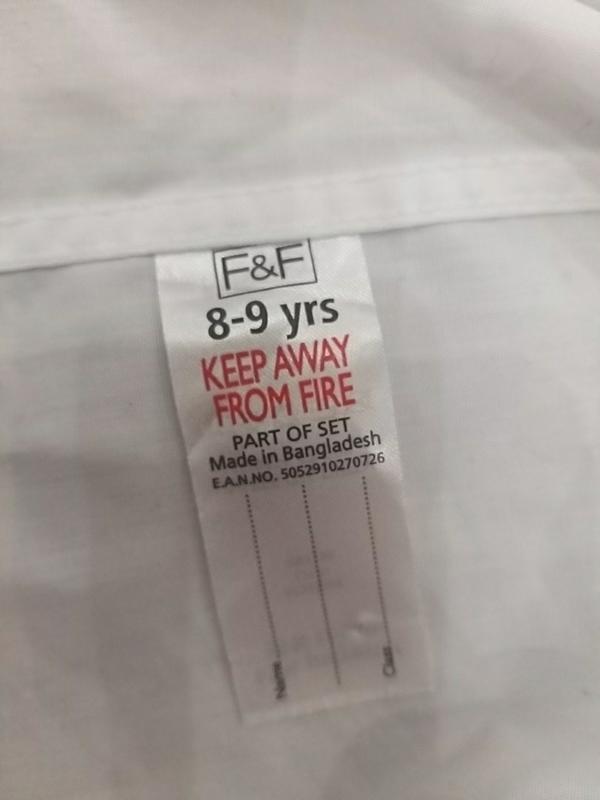 F&F
8-9 yrs
KEEP AWAY
FROM FIRE
PART OF SET
Made in Bangladesh
E.A.N.NO. 5052910270726
Name
Class